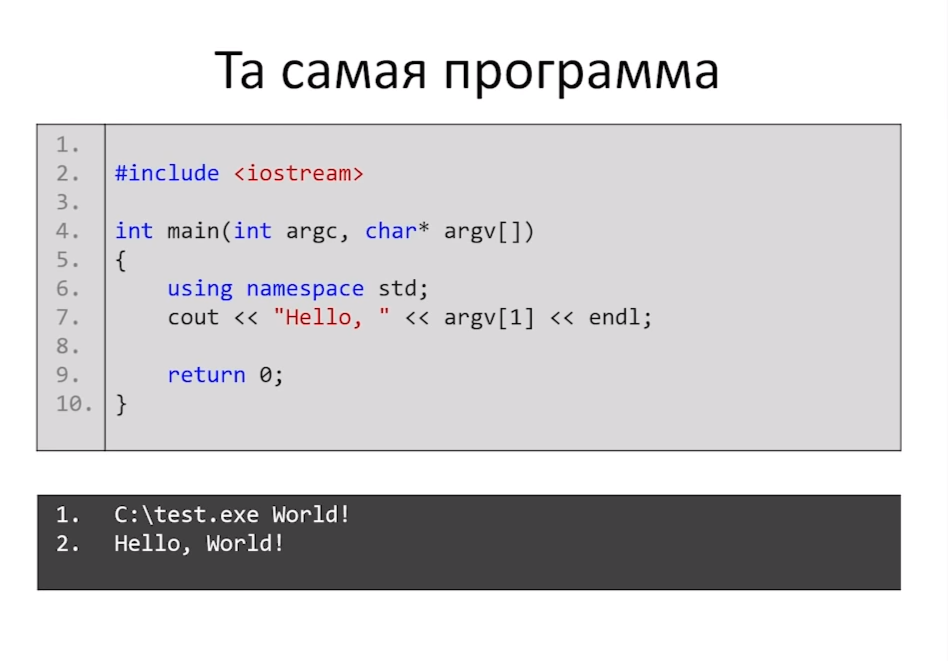 Та самая программа
1.
2. #include <iostream>
3.
4. int main(int argc, char* argv[])
5. {
6.     using namespace std;
7.     cout << "Hello, " << argv[1] << endl;
8.
9.     return 0;
10. }
1. C:\test.exe World!
2. Hello, World!